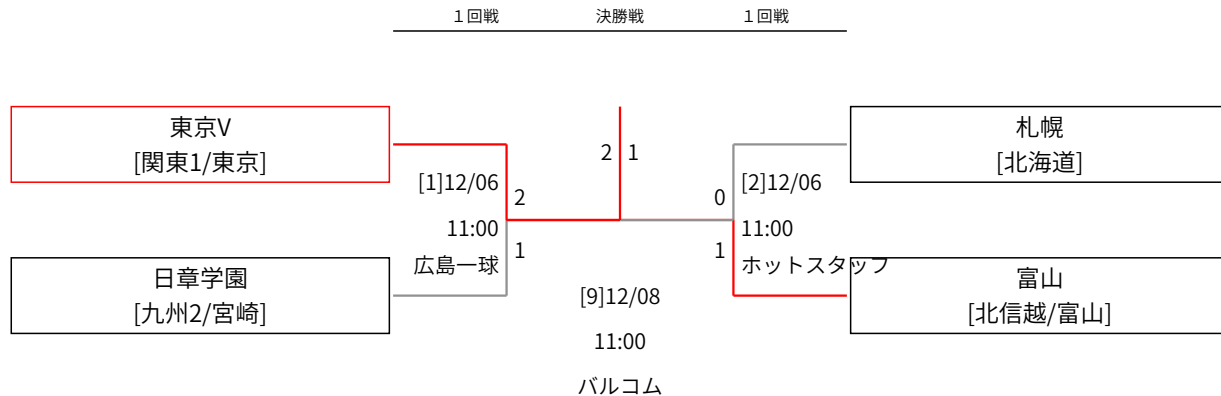 １回戦 決勝戦 １回戦
東京V
[関東1/東京]
札幌
[北海道]
2 1
[1]12/06
2
11:00
1
広島一球
0
[2]12/06
11:00
1
ホットスタッフ
日章学園
[九州2/宮崎]
富山
[北信越/富山]
[9]12/08
11:00
バルコム